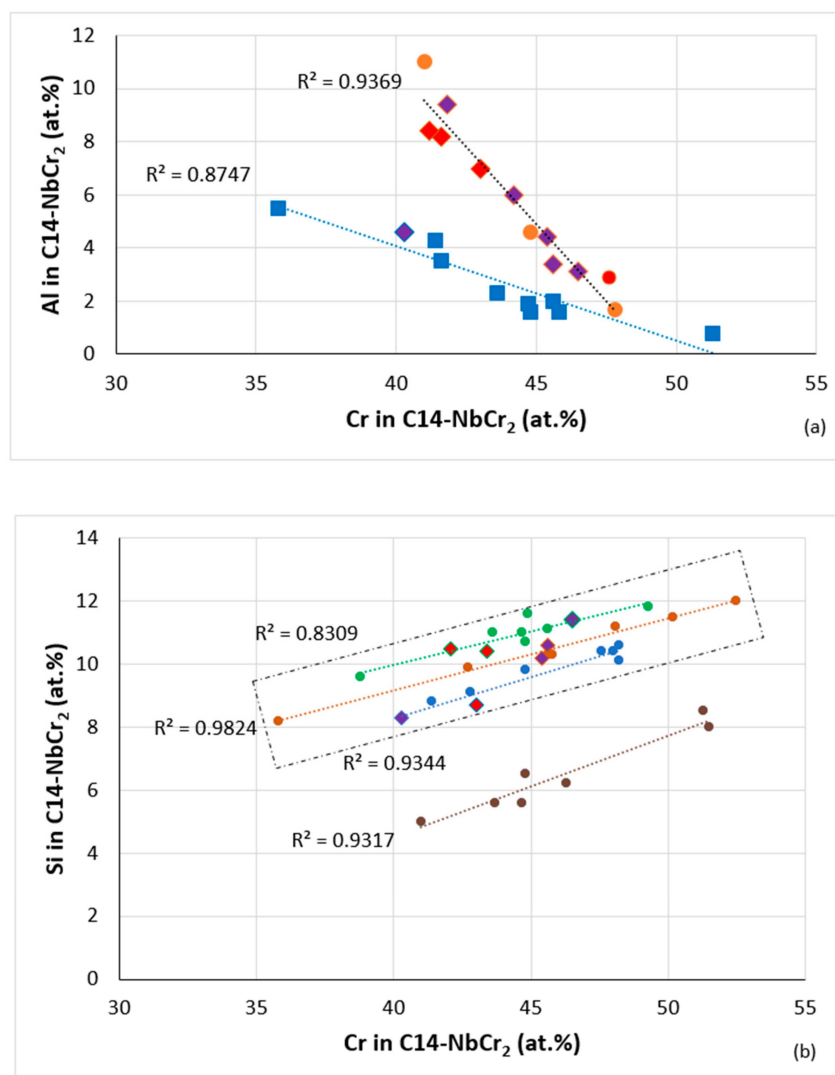 12
10
8
6
4
2
0
Al in C14-NbCr₂ (at.%)
R² = 0.9369
R² = 0.8747
30 35 40 45 50 55
Cr in C14-NbCr₂ (at.%)
(a)
14
12
10
8
6
4
2
0
Si in C14-NbCr₂ (at.%)
R² = 0.8309
R² = 0.9824
R² = 0.9344
R² = 0.9317
30 35 40 45 50 55
Cr in C14-NbCr₂ (at.%)
(b)